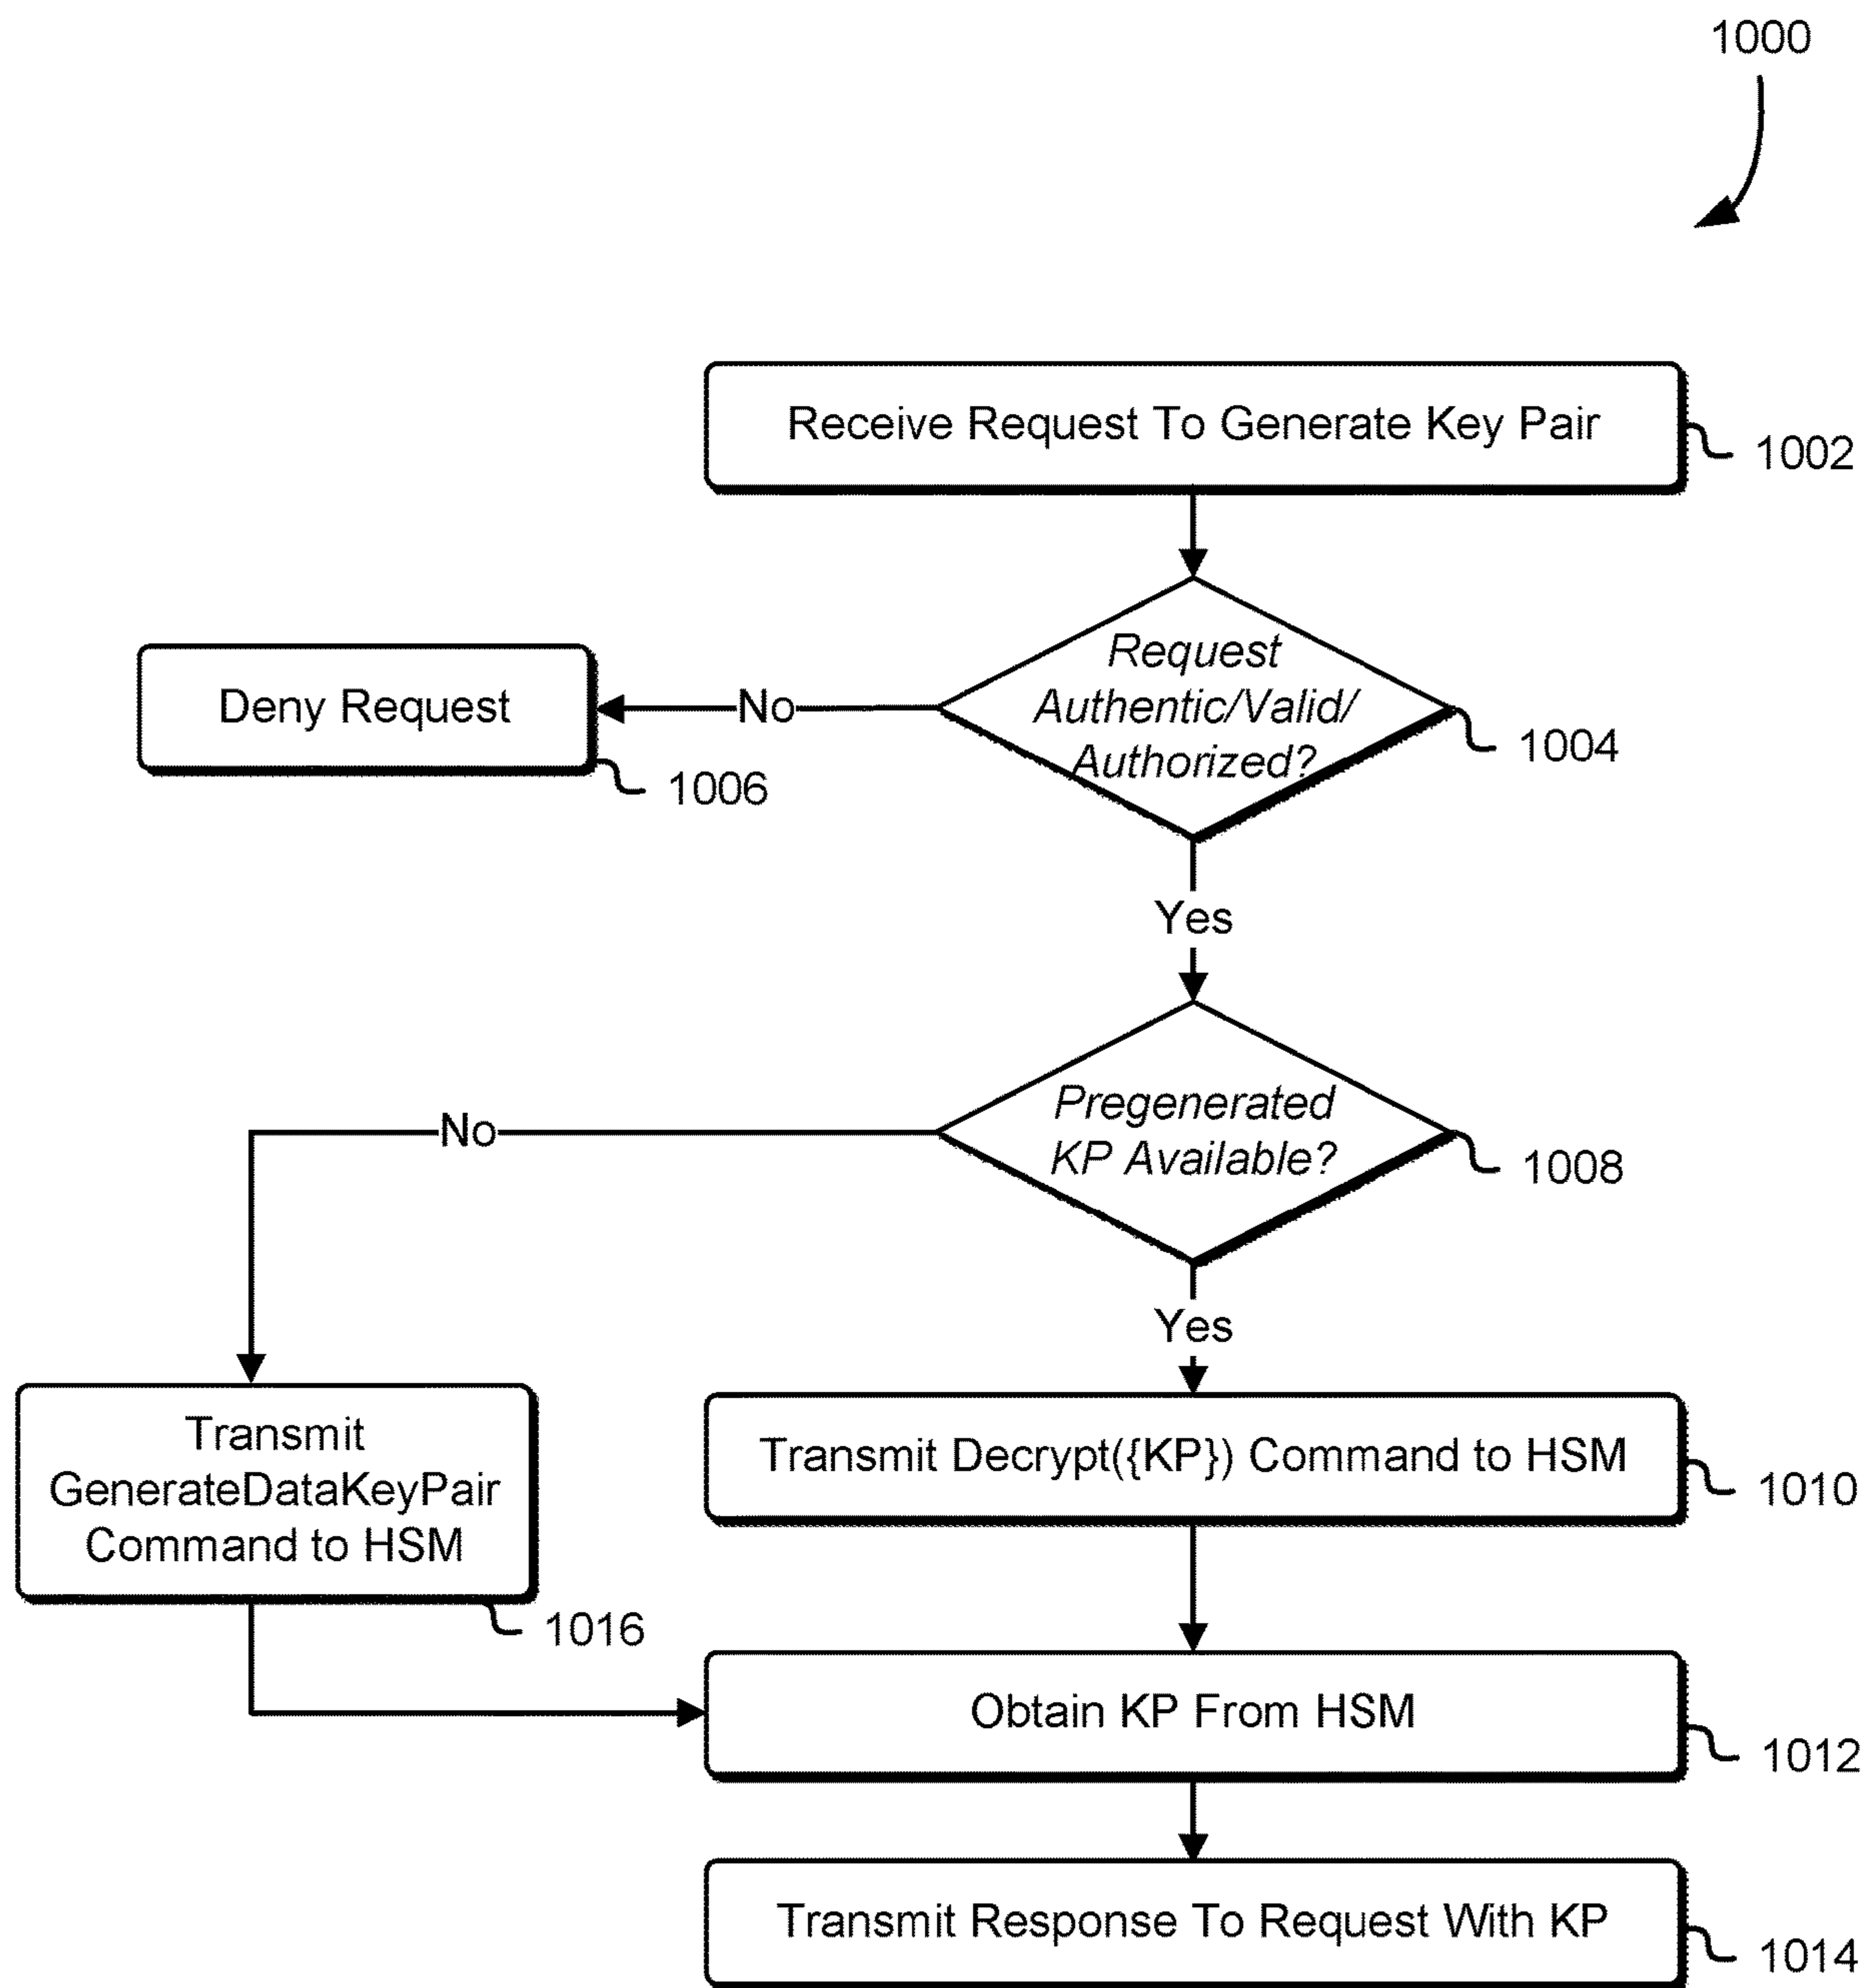 1000
Receive Request To Generate Key Pair
1002
Request
Authentic/Valid/
Authorized?
1004
No
Deny Request
1006
Yes
Pregenerated
KP Available?
1008
No
Yes
Transmit
GenerateDataKeyPair
Command to HSM
1016
Transmit Decrypt({KP}) Command to HSM
1010
Obtain KP From HSM
1012
Transmit Response To Request With KP
1014